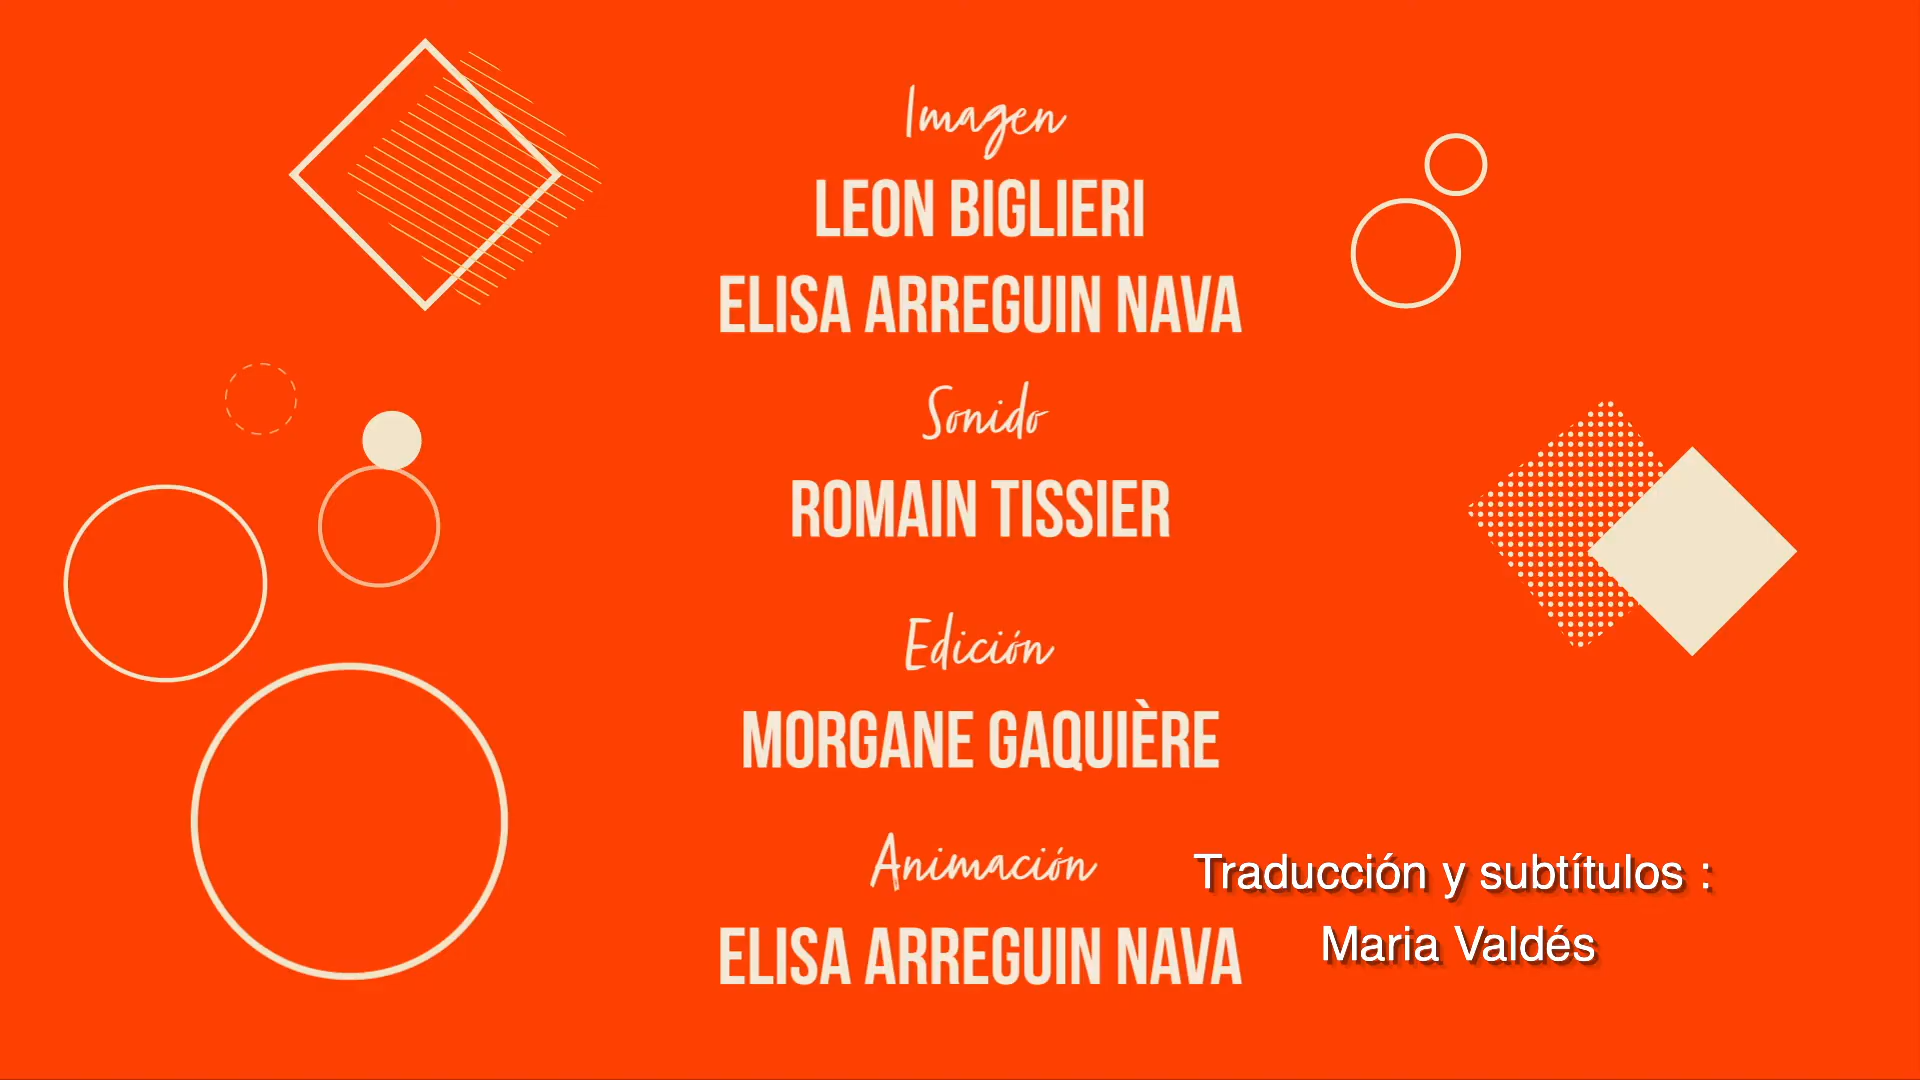 Imagen
LEON BIGLIERI
ELISA ARREGUIN NAVA
Sonido
ROMAIN TISSIER
Edición
MORGANE GAQUIÈRE
Animación
ELISA ARREGUIN NAVA
Traducción y subtítulos :
Maria Valdés